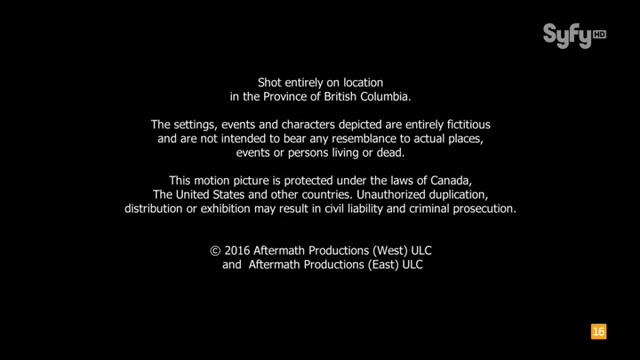 Syfy HD
Shot entirely on location
in the Province of British Columbia.
The settings, events and characters depicted are entirely fictitious
and are not intended to bear any resemblance to actual places,
events or persons living or dead.
This motion picture is protected under the laws of Canada,
The United States and other countries. Unauthorized duplication,
distribution or exhibition may result in civil liability and criminal prosecution.
© 2016 Aftermath Productions (West) ULC
and Aftermath Productions (East) ULC
16